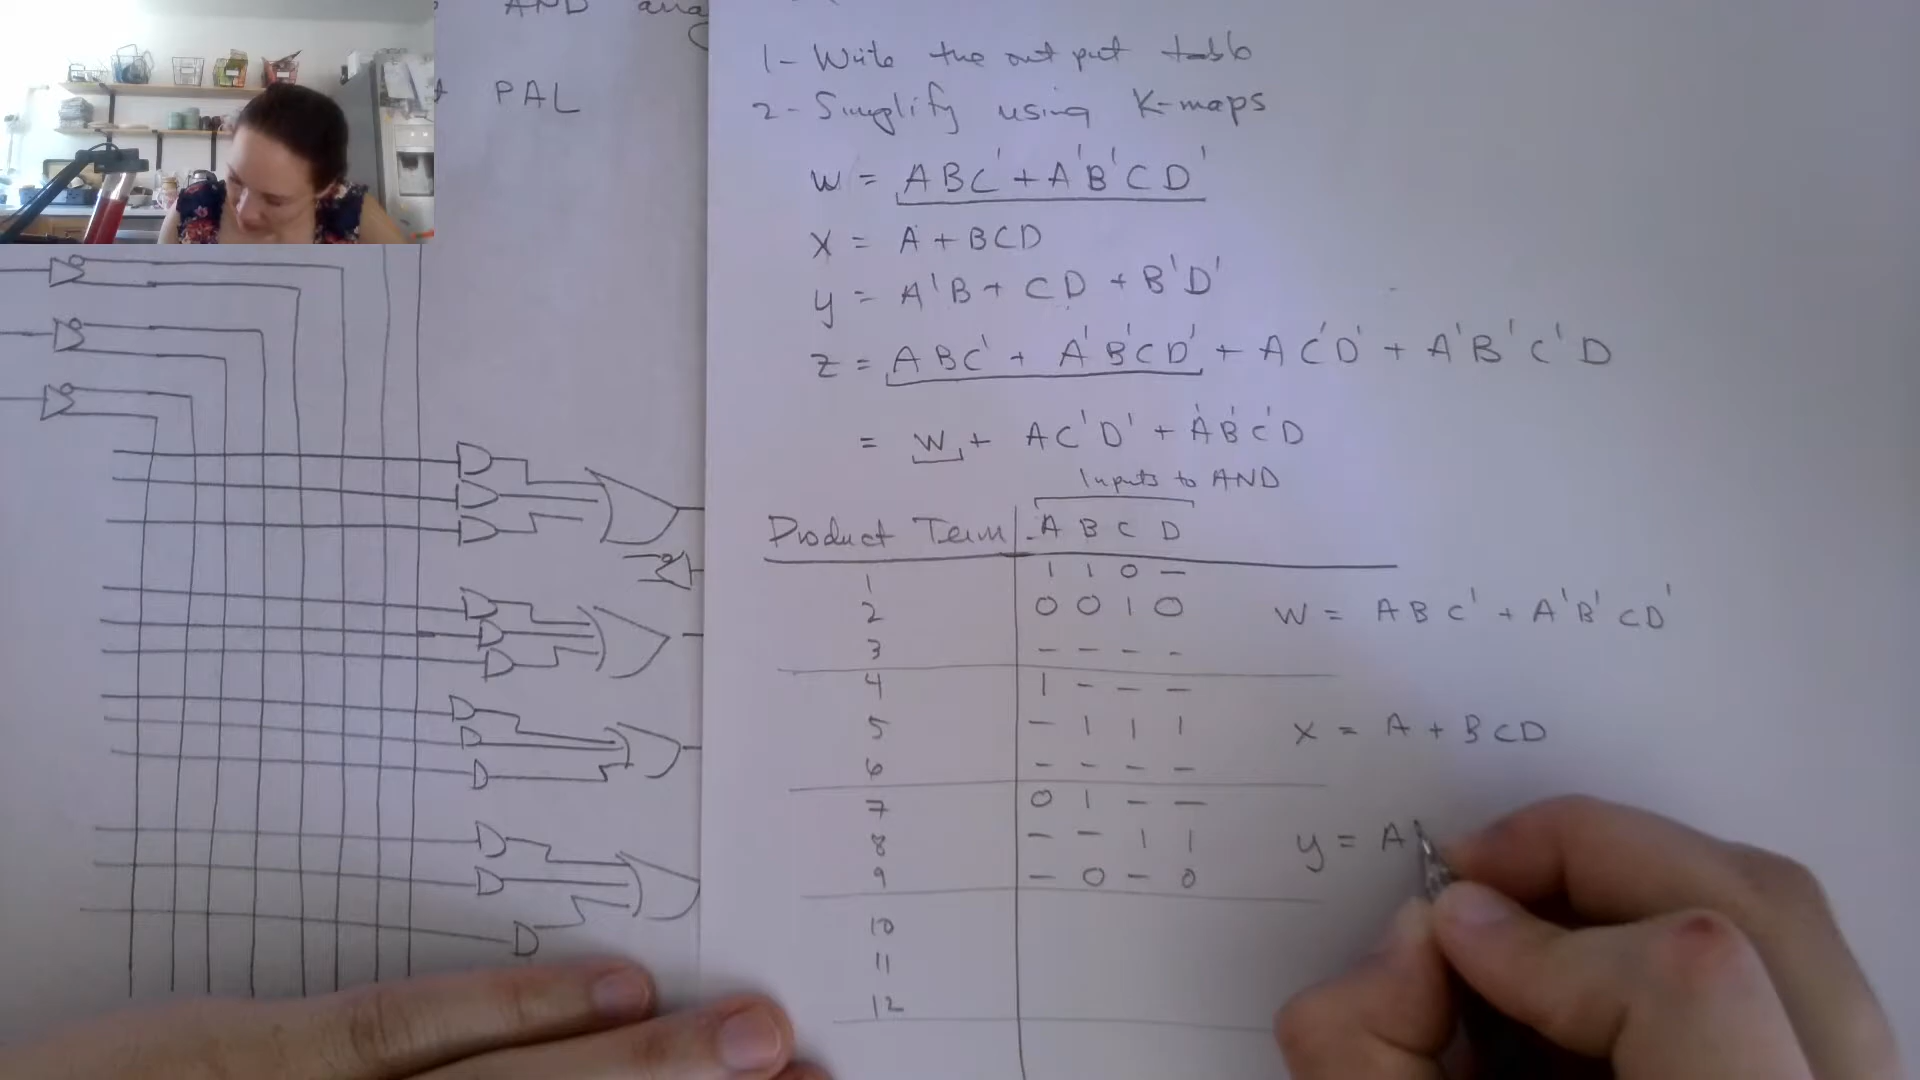 AND
PAL
1- Write the output table
2- Simplify using K-maps
w = ABC' + A'B'CD'
x = A + BCD
y = A'B + CD + B'D'
z = ABC' + A'B'CD' + AC'D' + A'B'C'D
= w + AC'D' + A'B'C'D
Inputs to AND
Product Term A B C D
1 1 1 0 -
2 0 0 1 0 w = ABC' + A'B'CD'
3 - - - -
4 1 - - -
5 - 1 1 1 x = A + BCD
6 - - - -
7 0 1 - -
8 - - 1 1 y = A'
9 - 0 - 0
10
11
12